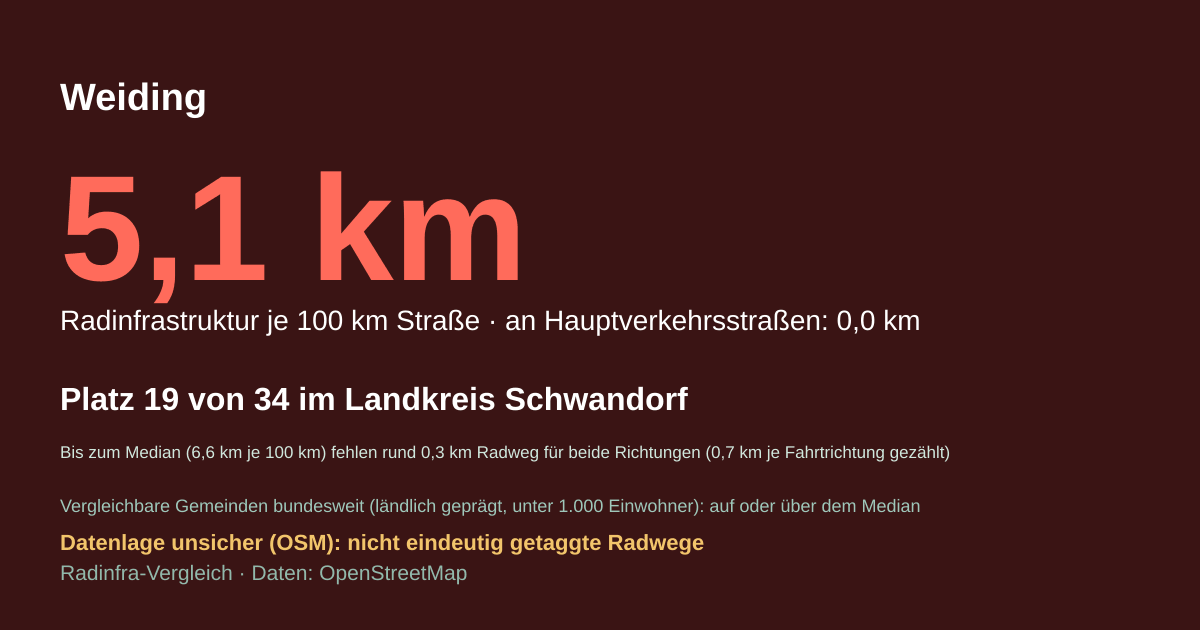 Weiding
5,1 km
Radinfrastruktur je 100 km Straße · an Hauptverkehrsstraßen: 0,0 km
Platz 19 von 34 im Landkreis Schwandorf
Bis zum Median (6,6 km je 100 km) fehlen rund 0,3 km Radweg für beide Richtungen (0,7 km je Fahrtrichtung gezählt)
Vergleichbare Gemeinden bundesweit (ländlich geprägt, unter 1.000 Einwohner): auf oder über dem Median
Datenlage unsicher (OSM): nicht eindeutig getaggte Radwege
Radinfra-Vergleich · Daten: OpenStreetMap